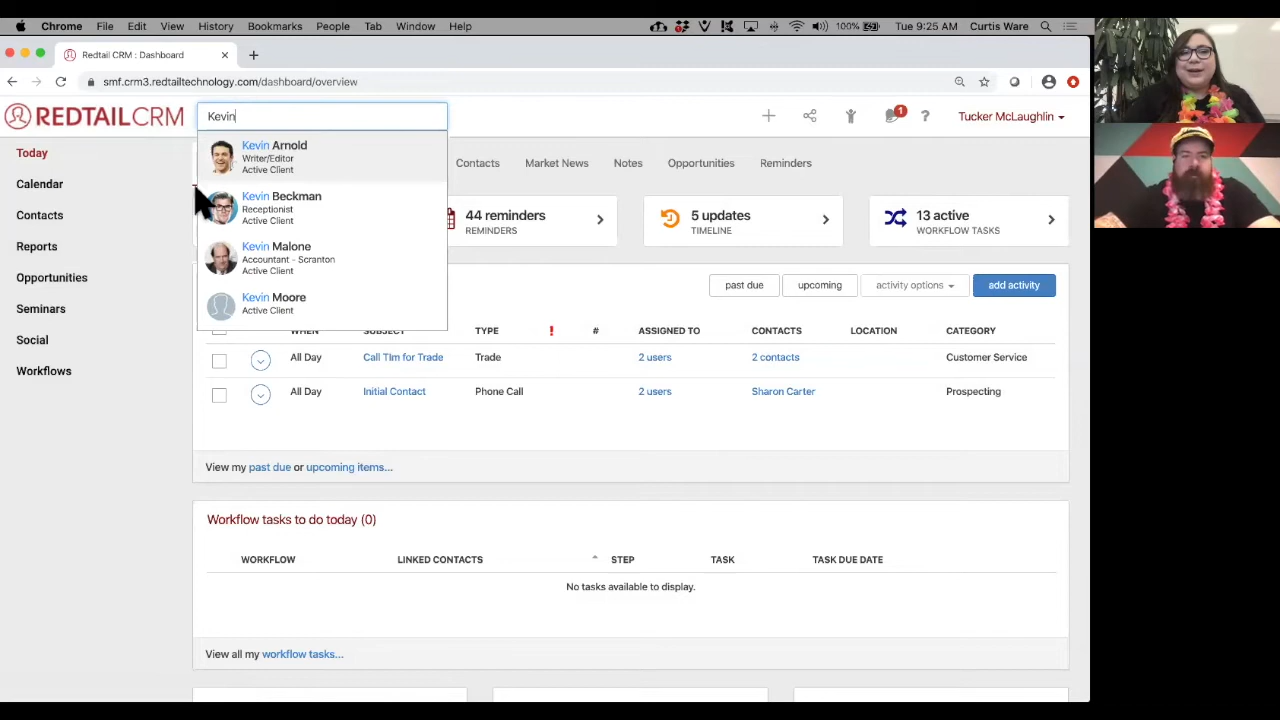 Chrome File Edit View History Bookmarks People Tab Window Help 100% Tue 9:25 AM Curtis Ware
Redtail CRM : Dashboard
smf.crm3.redtailtechnology.com/dashboard/overview
REDTAILCRM Kevin 1 ? Tucker McLaughlin
Today
Calendar
Contacts
Reports
Opportunities
Seminars
Social
Workflows
Kevin Arnold
Writer/Editor
Active Client
Kevin Beckman
Receptionist
Active Client
Kevin Malone
Accountant - Scranton
Active Client
Kevin Moore
Active Client
Contacts Market News Notes Opportunities Reminders
44 reminders
REMINDERS
5 updates
TIMELINE
13 active
WORKFLOW TASKS
past due upcoming activity options add activity
WHEN SUBJECT TYPE ! # ASSIGNED TO CONTACTS LOCATION CATEGORY
All Day Call TIm for Trade Trade 2 users 2 contacts Customer Service
All Day Initial Contact Phone Call 2 users Sharon Carter Prospecting
View my past due or upcoming items...
Workflow tasks to do today (0)
WORKFLOW LINKED CONTACTS STEP TASK TASK DUE DATE
No tasks available to display.
View all my workflow tasks...